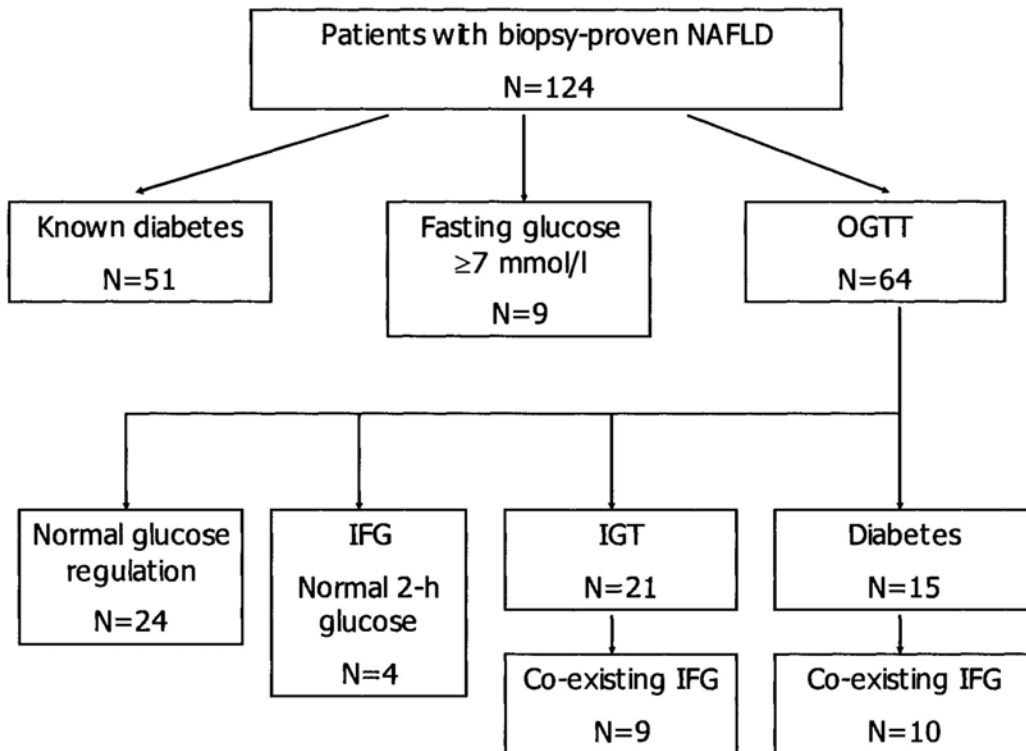 Patients with biopsy-proven NAFLD
N=124
Known diabetes
N=51
Fasting glucose
≥7 mmol/l
N=9
OGTT
N=64
Normal glucose
regulation
N=24
IFG
Normal 2-h
glucose
N=4
IGT
N=21
Diabetes
N=15
Co-existing IFG
N=9
Co-existing IFG
N=10